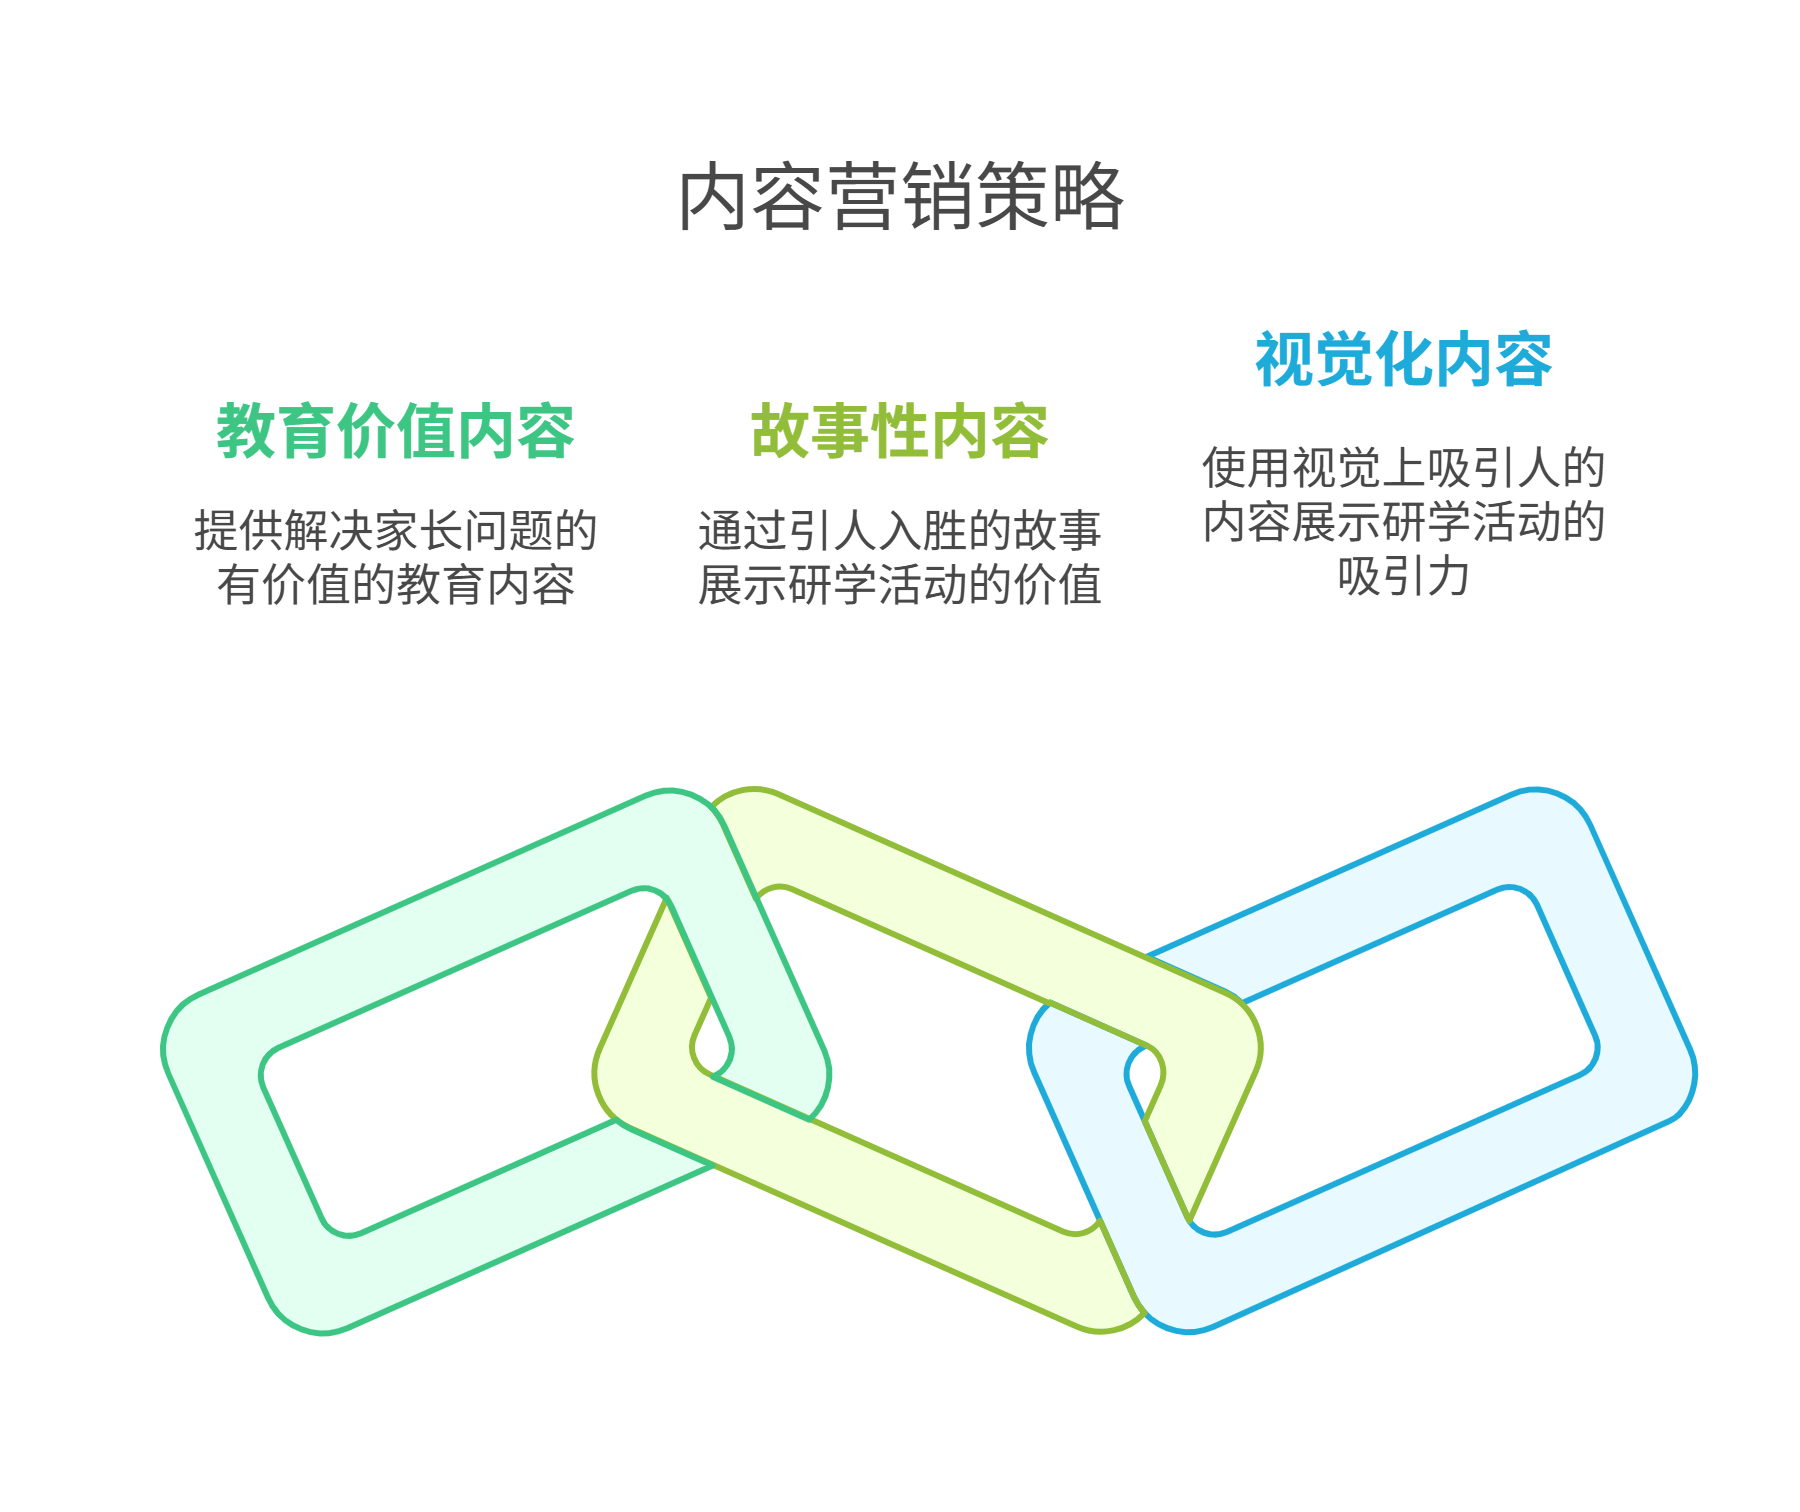 内容营销策略
教育价值内容
提供解决家长问题的
有价值的教育内容
故事性内容
通过引人入胜的故事
展示研学活动的价值
视觉化内容
使用视觉上吸引人的
内容展示研学活动的
吸引力